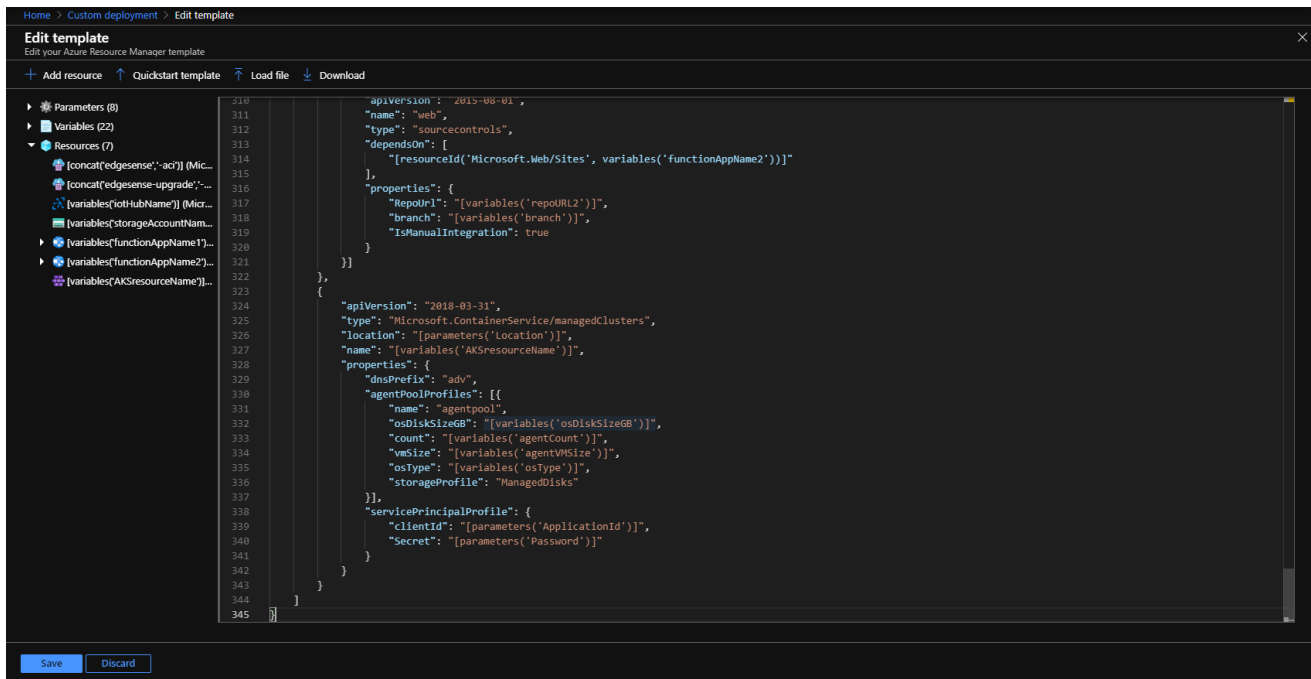 Home > Custom deployment > Edit template
Edit template
Edit your Azure Resource Manager template
Add resource Quickstart template Load file Download
Parameters (8)
Variables (22)
Resources (7)
[concat('edgesense','-aci')] (Mic...
[concat('edgesense-upgrade','-...
[variables('iotHubName')] (Micr...
[variables('storageAccountNam...
[variables('functionAppName1')...
[variables('functionAppName2')...
[variables('AKSresourceName')]...
310 "apiVersion": "2015-08-01",
311 "name": "web",
312 "type": "sourcecontrols",
313 "dependsOn": [
314 "[resourceId('Microsoft.Web/Sites', variables('functionAppName2'))]"
315 ],
316 "properties": {
317 "RepoUrl": "[variables('repoURL2')]",
318 "branch": "[variables('branch')]",
319 "IsManualIntegration": true
320 }
321 }]
322 },
323 {
324 "apiVersion": "2018-03-31",
325 "type": "Microsoft.ContainerService/managedClusters",
326 "location": "[parameters('Location')]",
327 "name": "[variables('AKSresourceName')]",
328 "properties": {
329 "dnsPrefix": "adv",
330 "agentPoolProfiles": [{
331 "name": "agentpool",
332 "osDiskSizeGB": "[variables('osDiskSizeGB')]",
333 "count": "[variables('agentCount')]",
334 "vmSize": "[variables('agentVMSize')]",
335 "osType": "[variables('osType')]",
336 "storageProfile": "ManagedDisks"
337 }],
338 "servicePrincipalProfile": {
339 "clientId": "[parameters('ApplicationId')]",
340 "Secret": "[parameters('Password')]"
341 }
342 }
343 }
344 ]
345 }
Save Discard